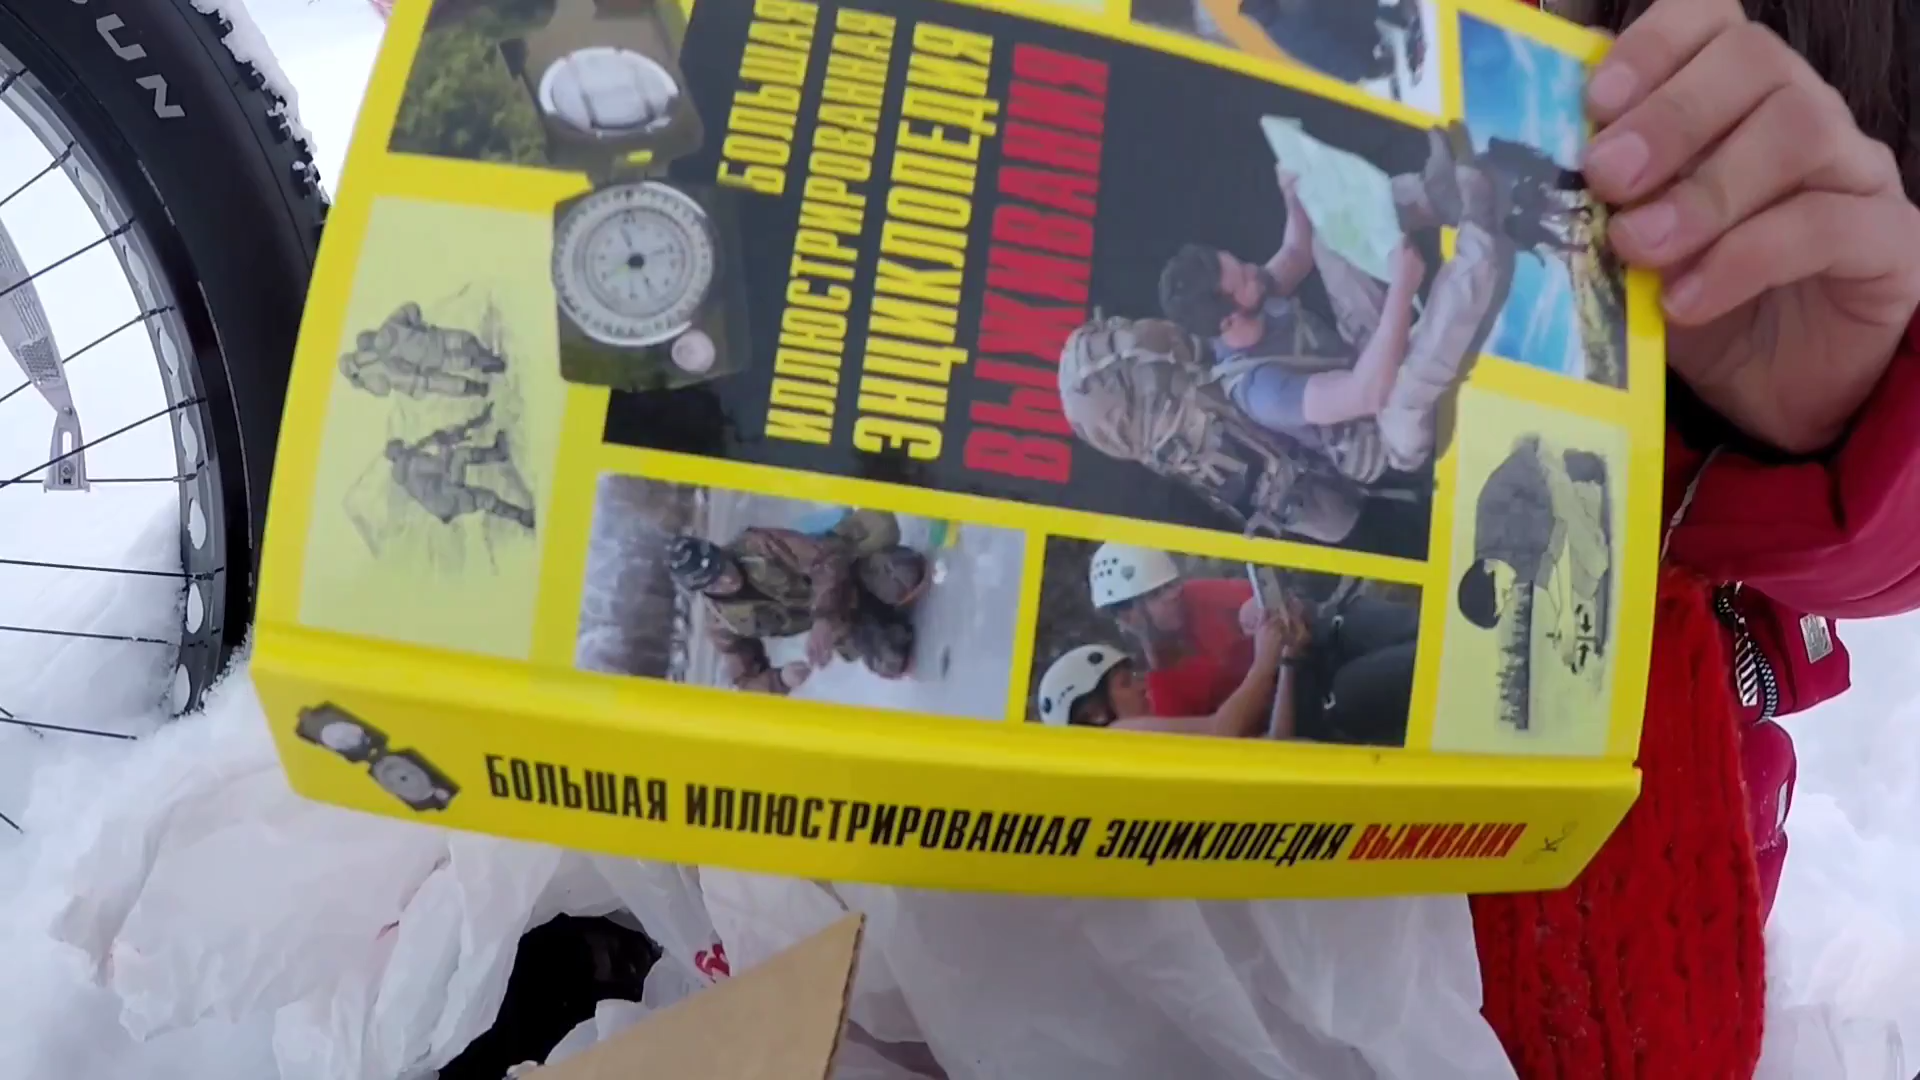 БОЛЬШАЯ
ИЛЛЮСТРИРОВАННАЯ
ЭНЦИКЛОПЕДИЯ
ВЫЖИВАНИЯ
БОЛЬШАЯ ИЛЛЮСТРИРОВАННАЯ ЭНЦИКЛОПЕДИЯ ВЫЖИВАНИЯ